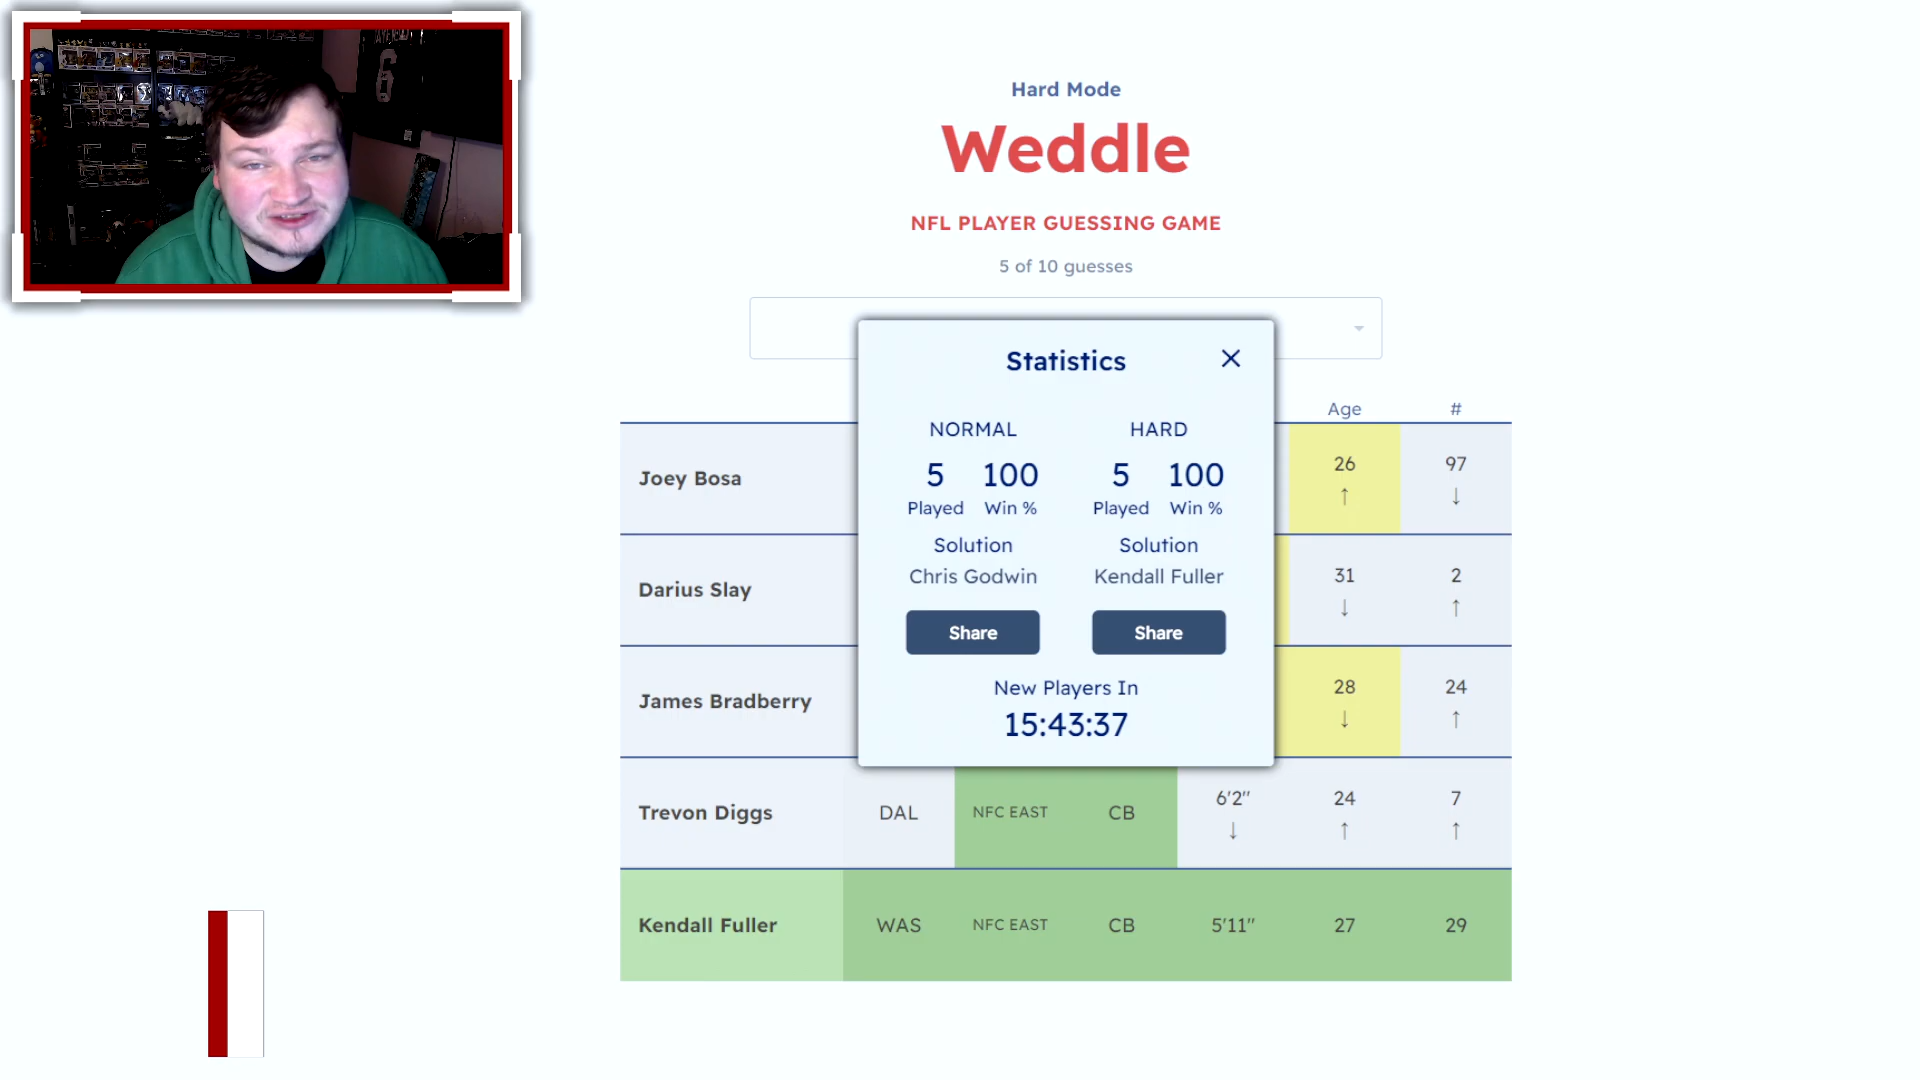 Hard Mode
Weddle
NFL PLAYER GUESSING GAME
5 of 10 guesses
Statistics
NORMAL HARD
5 100 5 100
Played Win % Played Win %
Solution Solution
Chris Godwin Kendall Fuller
Share Share
New Players In
15:43:37
Age #
Joey Bosa 26 ↑ 97 ↓
Darius Slay 31 ↓ 2 ↑
James Bradberry 28 ↓ 24 ↑
Trevon Diggs DAL NFC EAST CB 6'2" ↓ 24 ↑ 7 ↑
Kendall Fuller WAS NFC EAST CB 5'11" 27 29
6